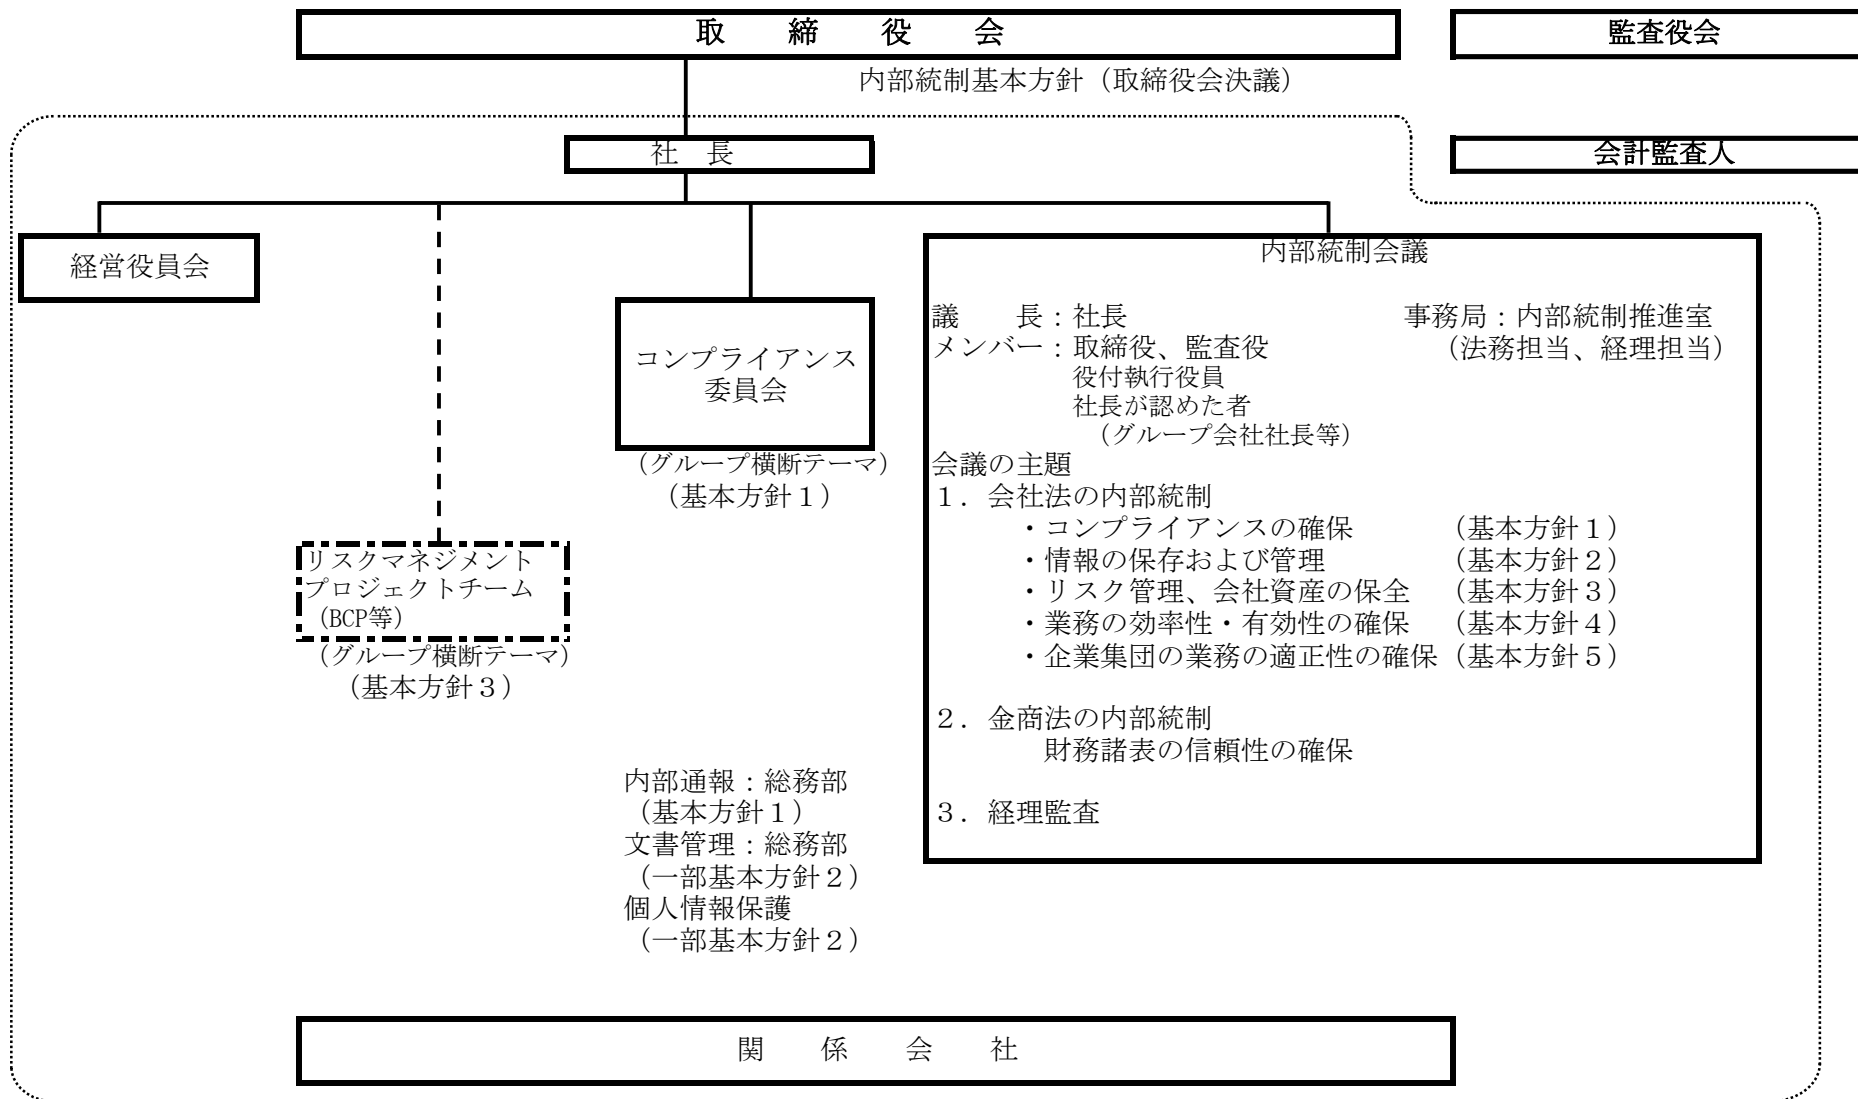 取締役会
監査役会
内部統制基本方針（取締役会決議）
社　長
会計監査人
経営役員会
コンプライアンス
委員会
（グループ横断テーマ）
（基本方針１）
リスクマネジメント
プロジェクトチーム
（BCP等）
（グループ横断テーマ）
（基本方針３）
内部通報：総務部
（基本方針１）
文書管理：総務部
（一部基本方針２）
個人情報保護
（一部基本方針２）
内部統制会議
議　　長：社長　事務局：内部統制推進室
メンバー：取締役、監査役　（法務担当、経理担当）
役付執行役員
社長が認めた者
（グループ会社社長等）
会議の主題
１．会社法の内部統制
・コンプライアンスの確保　（基本方針１）
・情報の保存および管理　（基本方針２）
・リスク管理、会社資産の保全　（基本方針３）
・業務の効率性・有効性の確保　（基本方針４）
・企業集団の業務の適正性の確保（基本方針５）
２．金商法の内部統制
財務諸表の信頼性の確保
３．経理監査
関　係　会　社